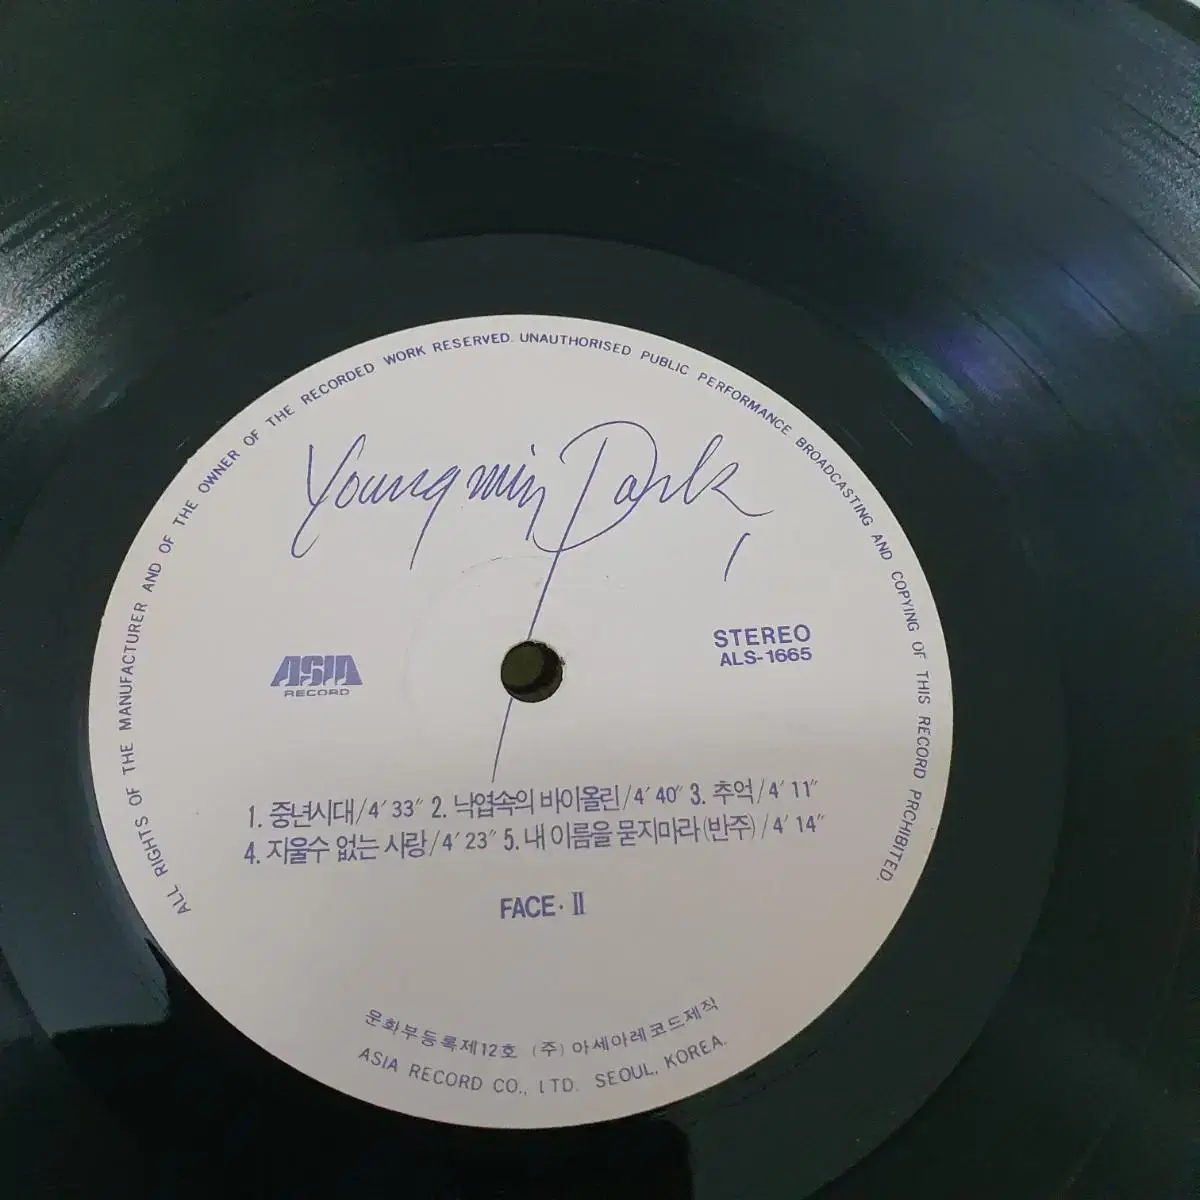 ALL RIGHTS OF THE MANUFACTURER AND OF THE OWNER OF THE RECORDED WORK RESERVED. UNAUTHORISED PUBLIC PERFORMANCE BROADCASTING AND COPYING OF THIS RECORD PRCHIBITED.
Youngmin Park
ASIA
RECORD
STEREO
ALS-1665
1. 중년시대/4′33″ 2. 낙엽속의 바이올린/4′40″ 3. 추억/4′11″
4. 지울수 없는 사랑/4′23″ 5. 내 이름을 묻지마라(반주)/4′14″
FACE·Ⅱ
문화부등록제12호 (주)아세아레코드제작
ASIA RECORD CO., LTD. SEOUL, KOREA.